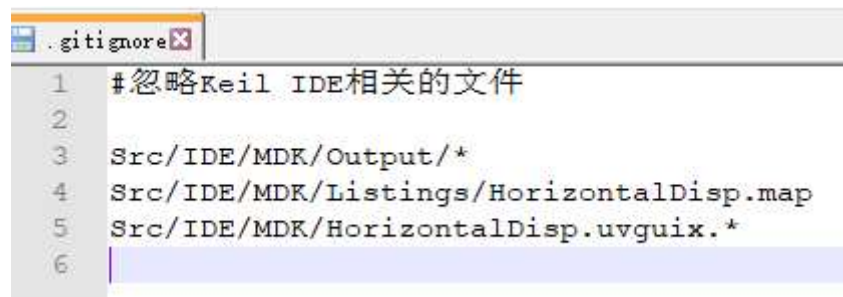 .gitignore
1 #忽略Keil IDE相关的文件
2
3 Src/IDE/MDK/Output/*
4 Src/IDE/MDK/Listings/HorizontalDisp.map
5 Src/IDE/MDK/HorizontalDisp.uvguix.*
6